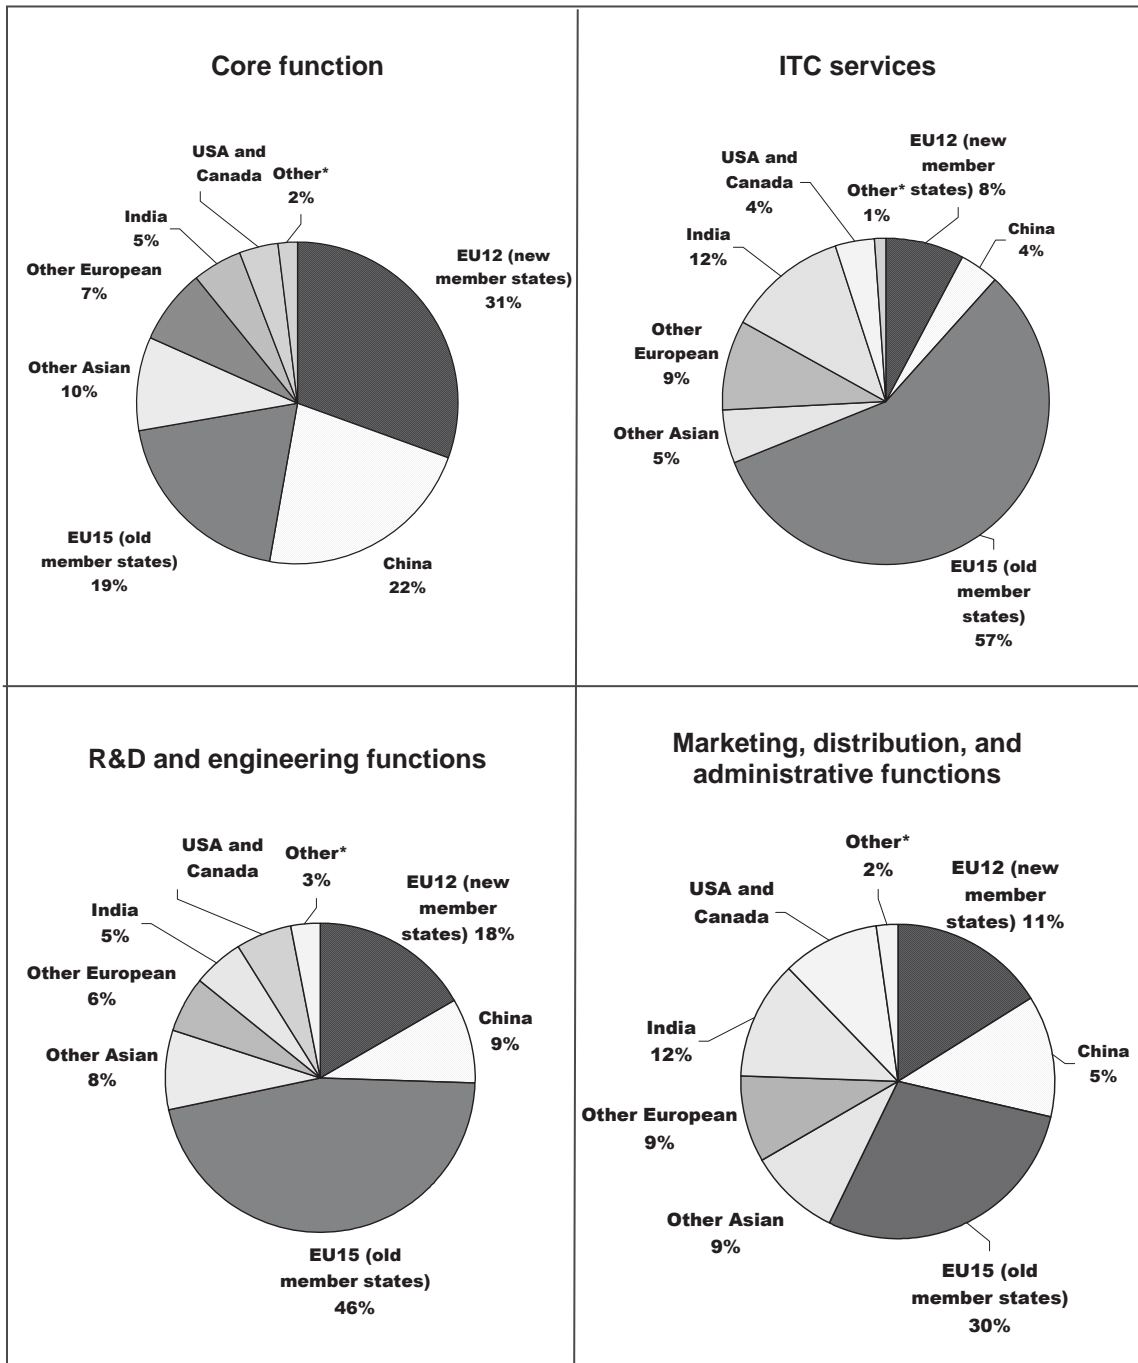 Core function
USA and
Canada
Other*
2%
India
5%
Other European
7%
Other Asian
10%
EU15 (old
member states)
19%
China
22%
EU12 (new
member states)
31%
ITC services
USA and
Canada
4%
Other*
1%
EU12 (new
member
states) 8%
China
4%
India
12%
Other
European
9%
Other Asian
5%
EU15 (old
member
states)
57%
R&D and engineering functions
USA and
Canada
Other*
3%
EU12 (new
member
states) 18%
India
5%
Other European
6%
Other Asian
8%
China
9%
EU15 (old
member states)
46%
Marketing, distribution, and
administrative functions
Other*
2%
USA and
Canada
EU12 (new
member
states) 11%
India
12%
China
5%
Other European
9%
Other Asian
9%
EU15 (old
member states)
30%